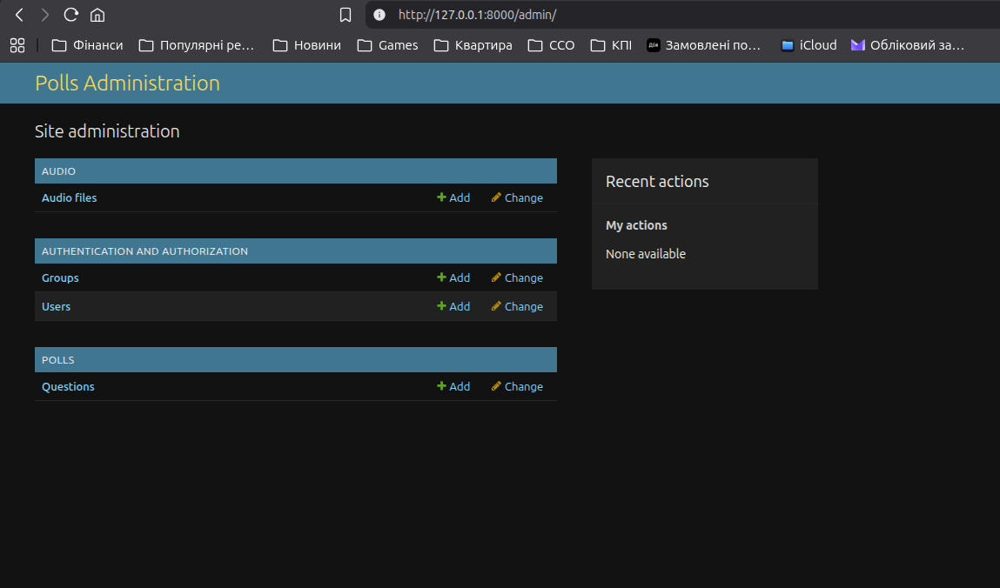 http://127.0.0.1:8000/admin/
Фінанси Популярні ре... Новини Games Квартира ССО КПІ Дія Замовлені по... iCloud Обліковий за...
Polls Administration
Site administration
AUDIO
Audio files Add Change
AUTHENTICATION AND AUTHORIZATION
Groups Add Change
Users Add Change
POLLS
Questions Add Change
Recent actions
My actions
None available